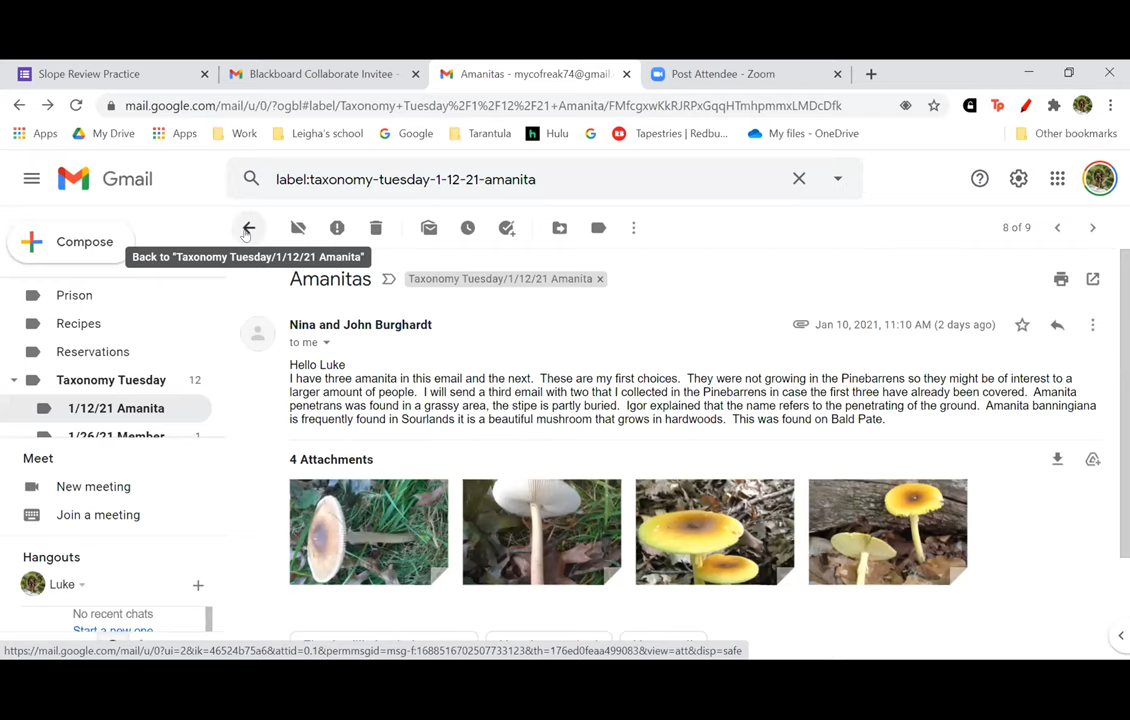 Slope Review Practice
Blackboard Collaborate Invitee -
Amanitas - mycofreak74@gmail.
Post Attendee - Zoom
mail.google.com/mail/u/0/?ogbl#label/Taxonomy+Tuesday%2F1%2F12%2F21+Amanita/FMfcgxwKkRJRPxGqqHTmhpmmxLMDcDfk
Apps My Drive Apps Work Leigha's school Google Tarantula Hulu Tapestries | Redbu... My files - OneDrive Other bookmarks
Gmail
label:taxonomy-tuesday-1-12-21-amanita
Compose
8 of 9
Back to "Taxonomy Tuesday/1/12/21 Amanita"
Amanitas
Taxonomy Tuesday/1/12/21 Amanita x
Prison
Recipes
Reservations
Taxonomy Tuesday 12
1/12/21 Amanita
1/26/21 Member 1
Meet
New meeting
Join a meeting
Hangouts
Luke
No recent chats
Start a new one
Nina and John Burghardt
Jan 10, 2021, 11:10 AM (2 days ago)
to me
Hello Luke
I have three amanita in this email and the next. These are my first choices. They were not growing in the Pinebarrens so they might be of interest to a
larger amount of people. I will send a third email with two that I collected in the Pinebarrens in case the first three have already been covered. Amanita
penetrans was found in a grassy area, the stipe is partly buried. Igor explained that the name refers to the penetrating of the ground. Amanita banningiana
is frequently found in Sourlands it is a beautiful mushroom that grows in hardwoods. This was found on Bald Pate.
4 Attachments
https://mail.google.com/mail/u/0?ui=2&ik=46524b75a6&attid=0.1&permmsgid=msg-f:1688516702507733123&th=176ed0feaa499083&view=att&disp=safe